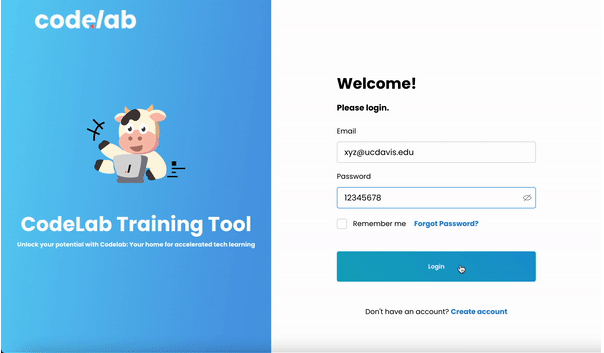 codelab
CodeLab Training Tool
Unlock your potential with Codelab: Your home for accelerated tech learning
Welcome!
Please login.
Email
xyz@ucdavis.edu
Password
12345678
Remember me Forgot Password?
Login
Don't have an account? Create account